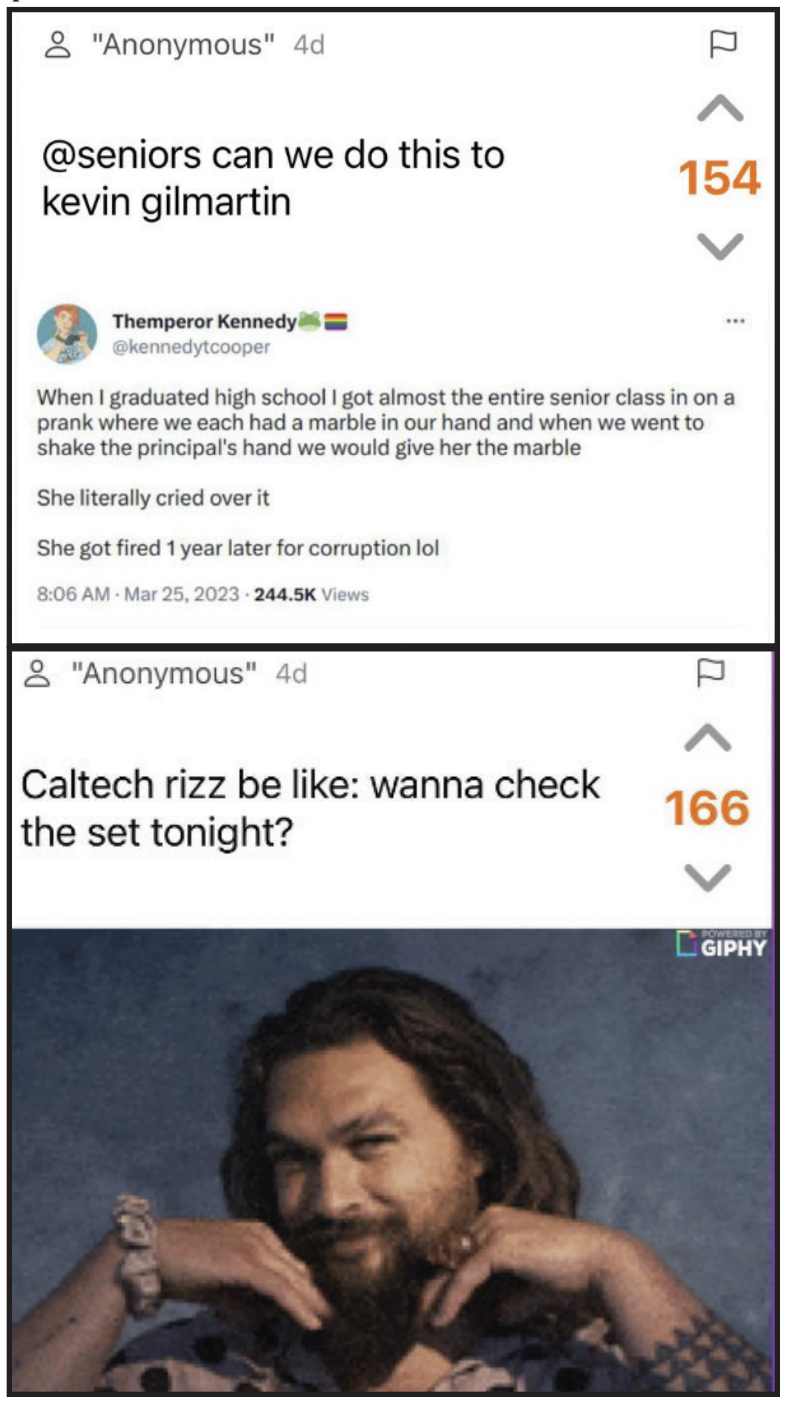 "Anonymous" 4d
@seniors can we do this to
kevin gilmartin
154
Themperor Kennedy🐸🏳️‍🌈
@kennedytcooper
When I graduated high school I got almost the entire senior class in on a
prank where we each had a marble in our hand and when we went to
shake the principal's hand we would give her the marble
She literally cried over it
She got fired 1 year later for corruption lol
8:06 AM · Mar 25, 2023 · 244.5K Views
"Anonymous" 4d
Caltech rizz be like: wanna check
the set tonight?
166
POWERED BY
GIPHY